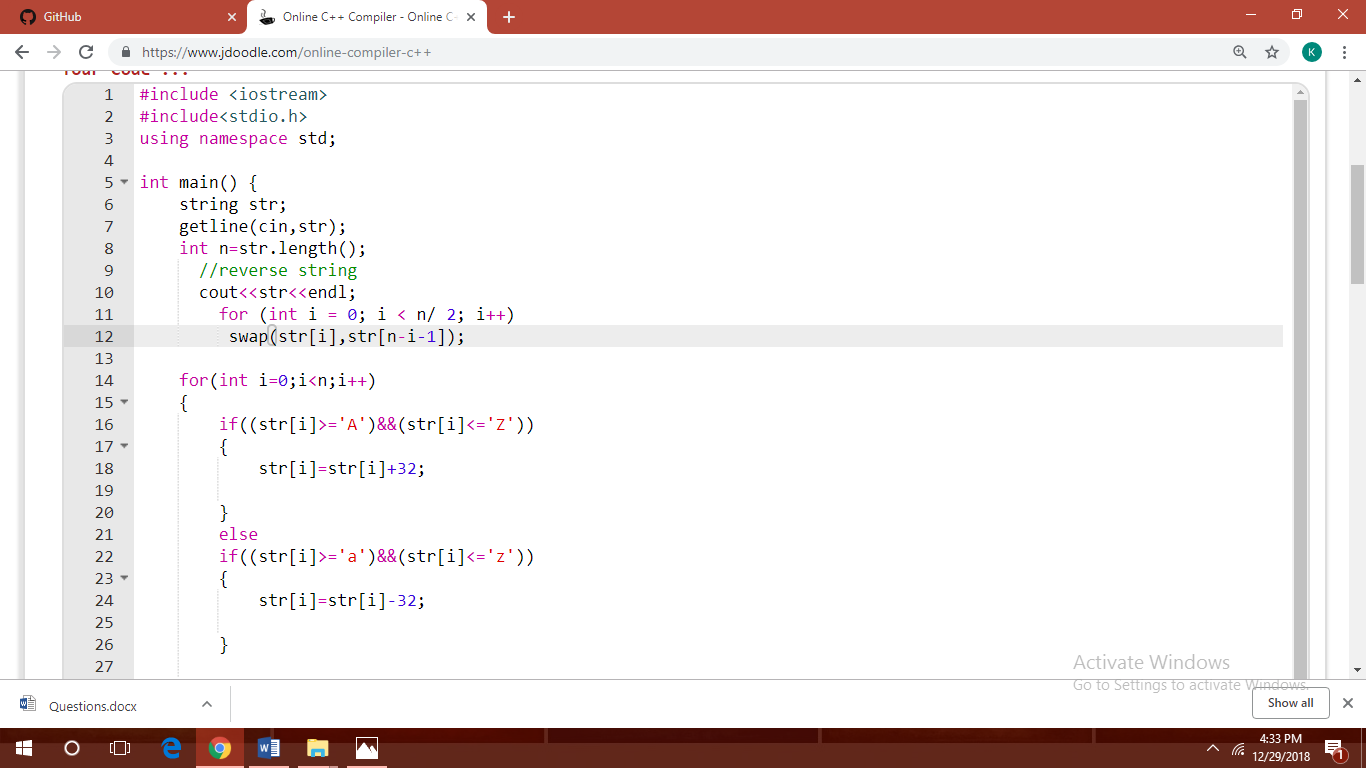 GitHub
Online C++ Compiler - Online C
https://www.jdoodle.com/online-compiler-c++
K
Your Code ...
1 #include <iostream>
2 #include<stdio.h>
3 using namespace std;
4
5 int main() {
6 string str;
7 getline(cin,str);
8 int n=str.length();
9 //reverse string
10 cout<<str<<endl;
11 for (int i = 0; i < n/ 2; i++)
12 swap(str[i],str[n-i-1]);
13
14 for(int i=0;i<n;i++)
15 {
16 if((str[i]>='A')&&(str[i]<='Z'))
17 {
18 str[i]=str[i]+32;
19
20 }
21 else
22 if((str[i]>='a')&&(str[i]<='z'))
23 {
24 str[i]=str[i]-32;
25
26 }
27
Activate Windows
Go to Settings to activate Windows.
Questions.docx
Show all
4:33 PM
12/29/2018
1